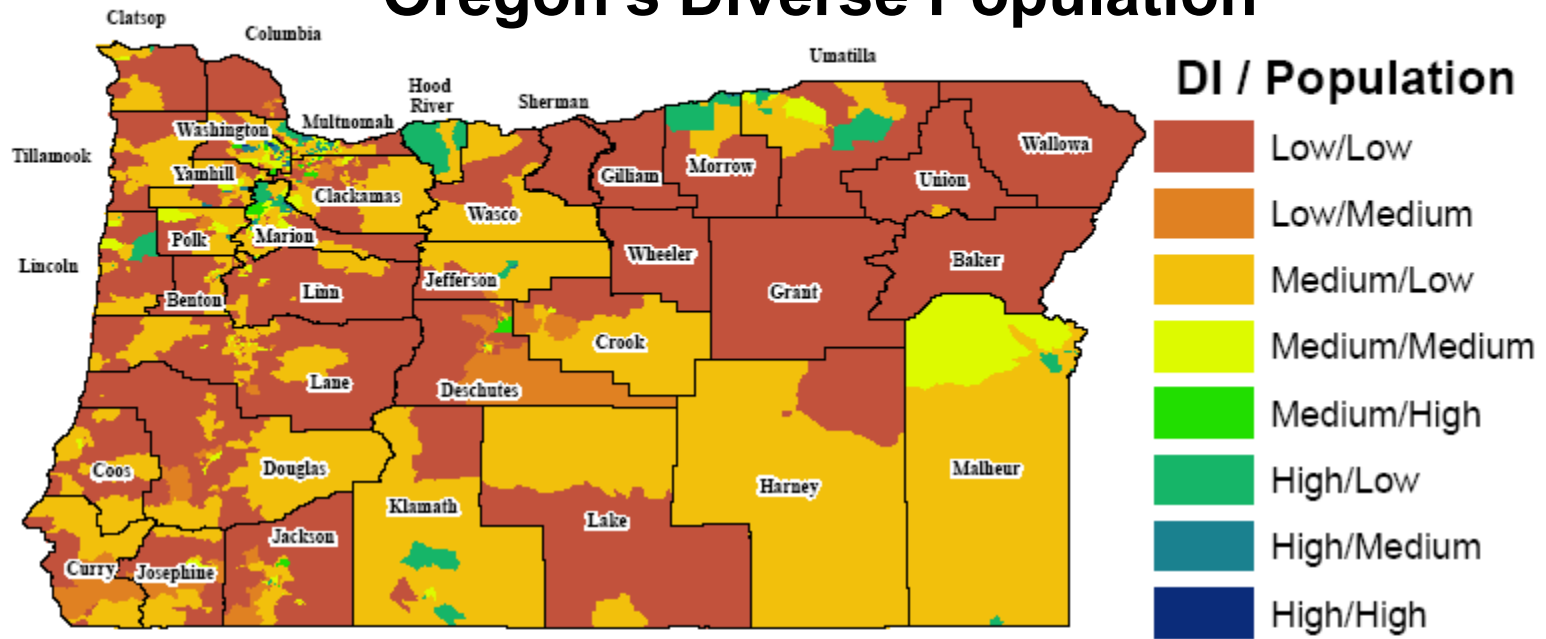 Oregon's Diverse Population
Clatsop
Columbia
Umatilla
Hood
River
Sherman
Multnomah
Washington
Tillamook
Yamhill
Clackamas
Gilliam
Morrow
Union
Wallowa
Wasco
Polk
Marion
Lincoln
Jefferson
Wheeler
Baker
Benton
Linn
Grant
Crook
Lane
Deschutes
Coos
Douglas
Klamath
Harney
Malheur
Lake
Jackson
Curry
Josephine
DI / Population
Low/Low
Low/Medium
Medium/Low
Medium/Medium
Medium/High
High/Low
High/Medium
High/High